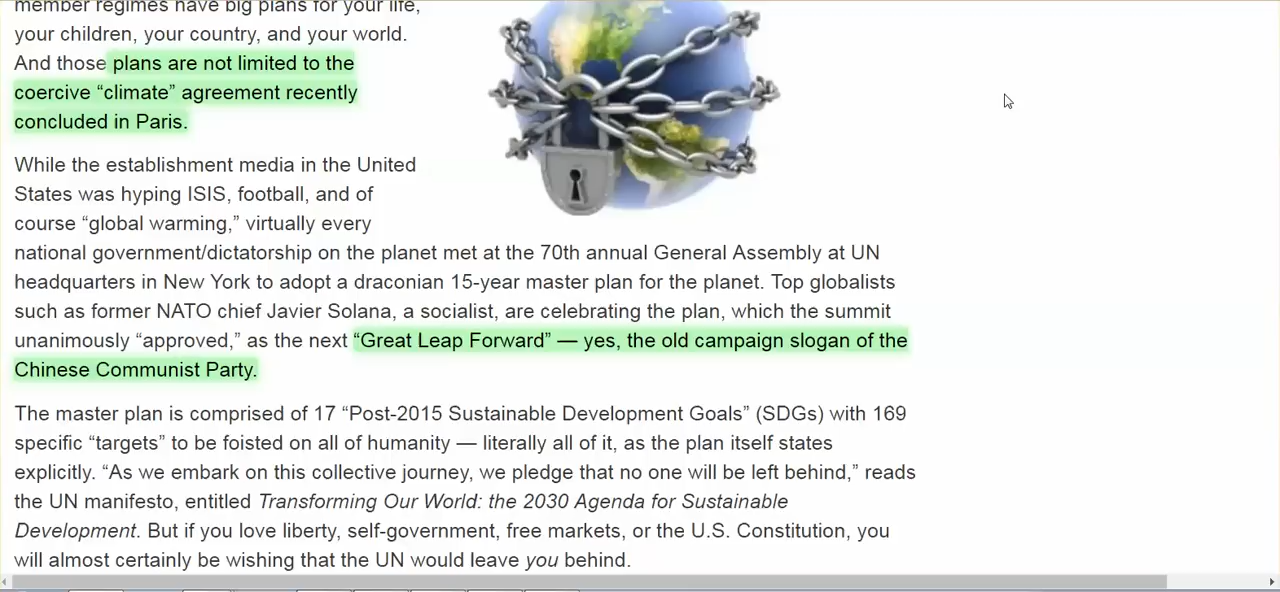 member regimes have big plans for your life,
your children, your country, and your world.
And those plans are not limited to the
coercive “climate” agreement recently
concluded in Paris.
While the establishment media in the United
States was hyping ISIS, football, and of
course “global warming,” virtually every
national government/dictatorship on the planet met at the 70th annual General Assembly at UN
headquarters in New York to adopt a draconian 15-year master plan for the planet. Top globalists
such as former NATO chief Javier Solana, a socialist, are celebrating the plan, which the summit
unanimously “approved,” as the next “Great Leap Forward” — yes, the old campaign slogan of the
Chinese Communist Party.
The master plan is comprised of 17 “Post-2015 Sustainable Development Goals” (SDGs) with 169
specific “targets” to be foisted on all of humanity — literally all of it, as the plan itself states
explicitly. “As we embark on this collective journey, we pledge that no one will be left behind,” reads
the UN manifesto, entitled Transforming Our World: the 2030 Agenda for Sustainable
Development. But if you love liberty, self-government, free markets, or the U.S. Constitution, you
will almost certainly be wishing that the UN would leave you behind.